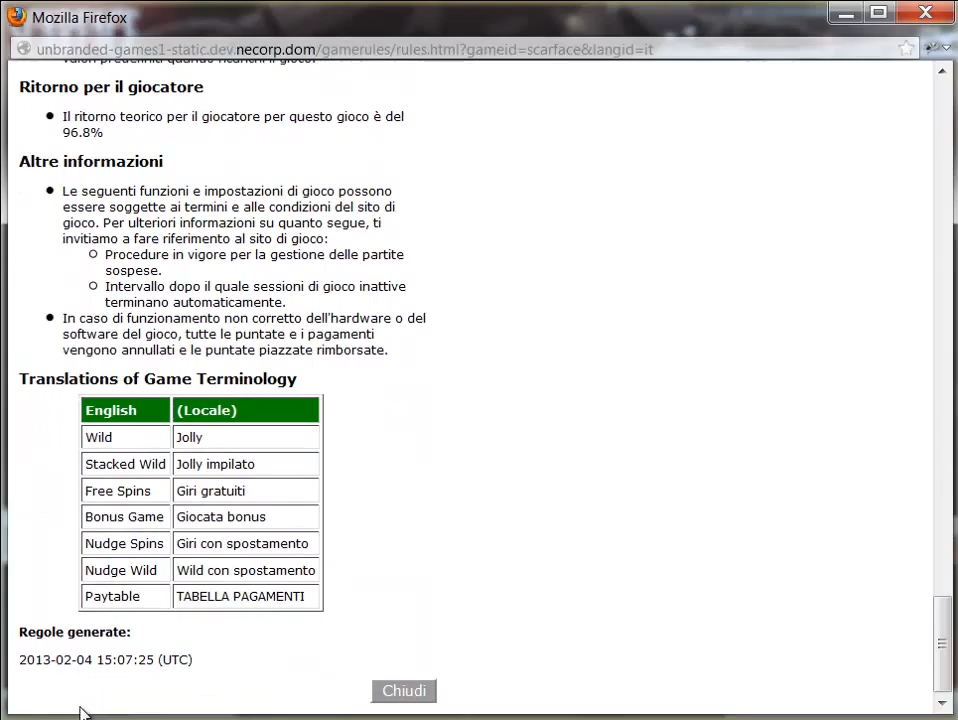 Mozilla Firefox
unbranded-games1-static.dev.necorp.dom/gamerules/rules.html?gameid=scarface&langid=it
valori predefiniti quando ricarichi il gioco.
Ritorno per il giocatore
Il ritorno teorico per il giocatore per questo gioco è del
96.8%
Altre informazioni
Le seguenti funzioni e impostazioni di gioco possono
essere soggette ai termini e alle condizioni del sito di
gioco. Per ulteriori informazioni su quanto segue, ti
invitiamo a fare riferimento al sito di gioco:
Procedure in vigore per la gestione delle partite
sospese.
Intervallo dopo il quale sessioni di gioco inattive
terminano automaticamente.
In caso di funzionamento non corretto dell'hardware o del
software del gioco, tutte le puntate e i pagamenti
vengono annullati e le puntate piazzate rimborsate.
Translations of Game Terminology
English (Locale)
Wild Jolly
Stacked Wild Jolly impilato
Free Spins Giri gratuiti
Bonus Game Giocata bonus
Nudge Spins Giri con spostamento
Nudge Wild Wild con spostamento
Paytable TABELLA PAGAMENTI
Regole generate:
2013-02-04 15:07:25 (UTC)
Chiudi